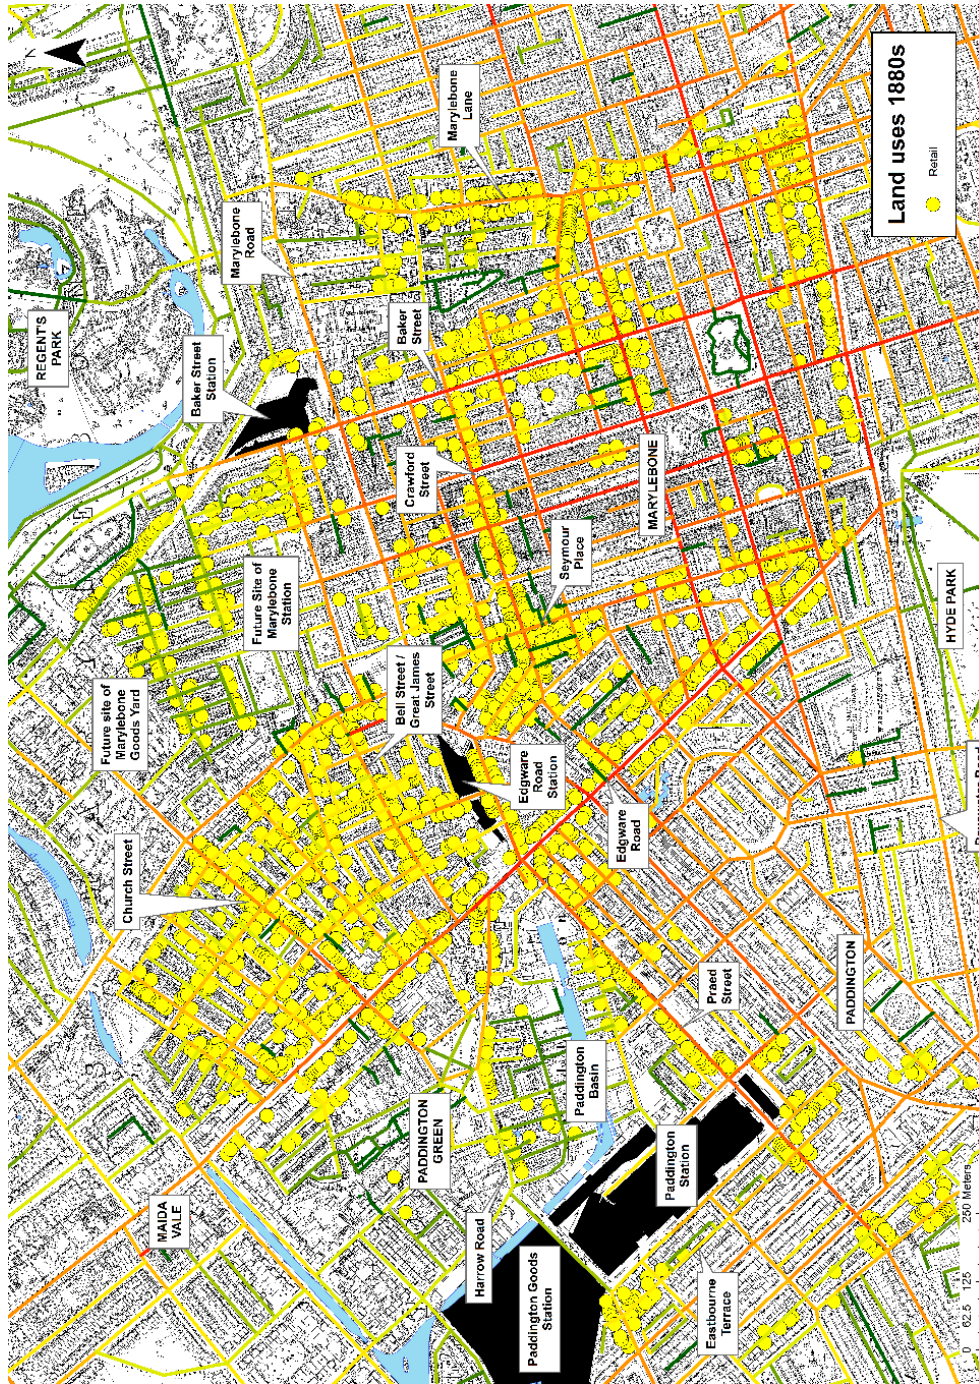 MAIDA
VALE
Church Street
Future site of
Marylebone
Goods Yard
REGENT'S
PARK
Baker Street
Station
Marylebone
Road
Marylebone
Lane
Future Site of
Marylebone
Station
Baker
Street
Crawford
Street
Bell Street /
Great James
Street
PADDINGTON
GREEN
Harrow Road
Paddington Goods
Station
Paddington
Basin
Edgware
Road
Station
Seymour
Place
MARYLEBONE
Edgware
Road
Paddington
Station
Praed
Street
Eastbourne
Terrace
PADDINGTON
HYDE PARK
Land uses 1880s
Retail
0 62.5 125 250 Meters